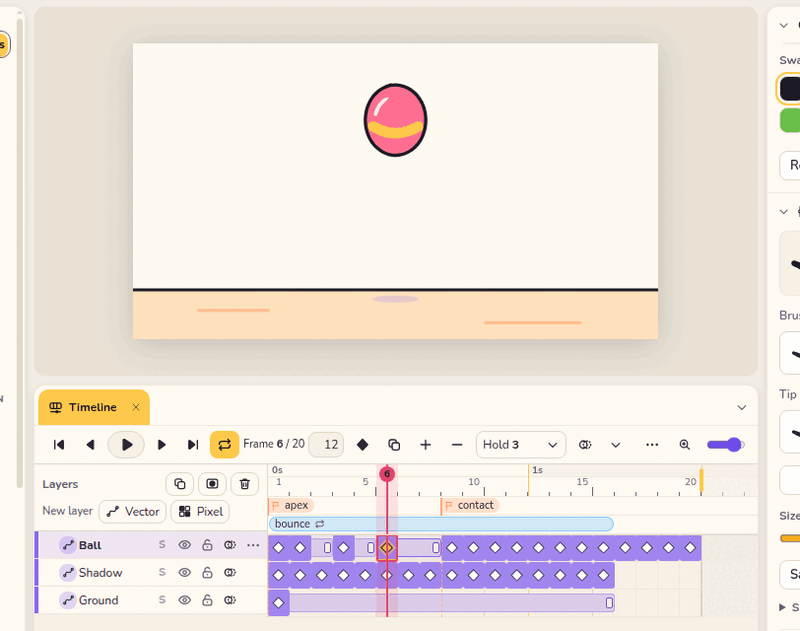 s
Swa
R
Brus
Tip
Size
Sa
S
N
Timeline
Frame 6 / 20
12
Hold 3
Layers
New layer
Vector
Pixel
0s
1s
1
5
6
10
15
20
apex
contact
bounce
Ball
S
Shadow
S
Ground
S